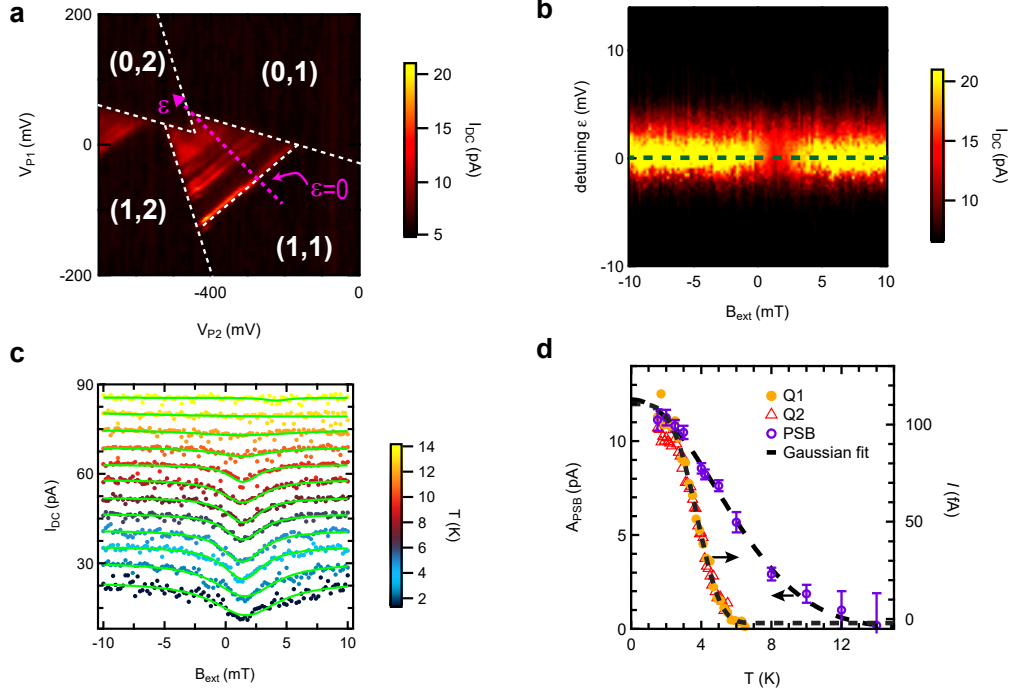 a
200
100
0
-100
-200
V_P1 (mV)
(0,2)
(0,1)
ε
ε=0
(1,2)
(1,1)
-400
0
V_P2 (mV)
20
15
10
5
I_DC (pA)
b
10
0
-10
detuning ε (mV)
-10
-5
0
5
10
B_ext (mT)
20
15
10
I_DC (pA)
c
90
60
30
I_DC (pA)
-10
-5
0
5
10
B_ext (mT)
14
12
10
8
6
4
2
T (K)
d
10
5
0
A_PSB (pA)
Q1
Q2
PSB
Gaussian fit
100
50
0
I (fA)
0
4
8
12
T (K)